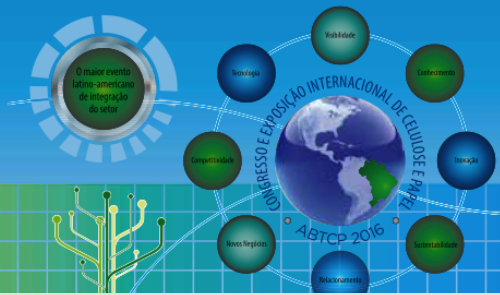 O maior evento
latino-americano
de integração
do setor
Visibilidade
Tecnologia
Conhecimento
CONGRESSO E EXPOSIÇÃO INTERNACIONAL DE CELULOSE E PAPEL
Competitividade
Inovação
ABTCP 2016
Novos Negócios
Sustentabilidade
Relacionamento